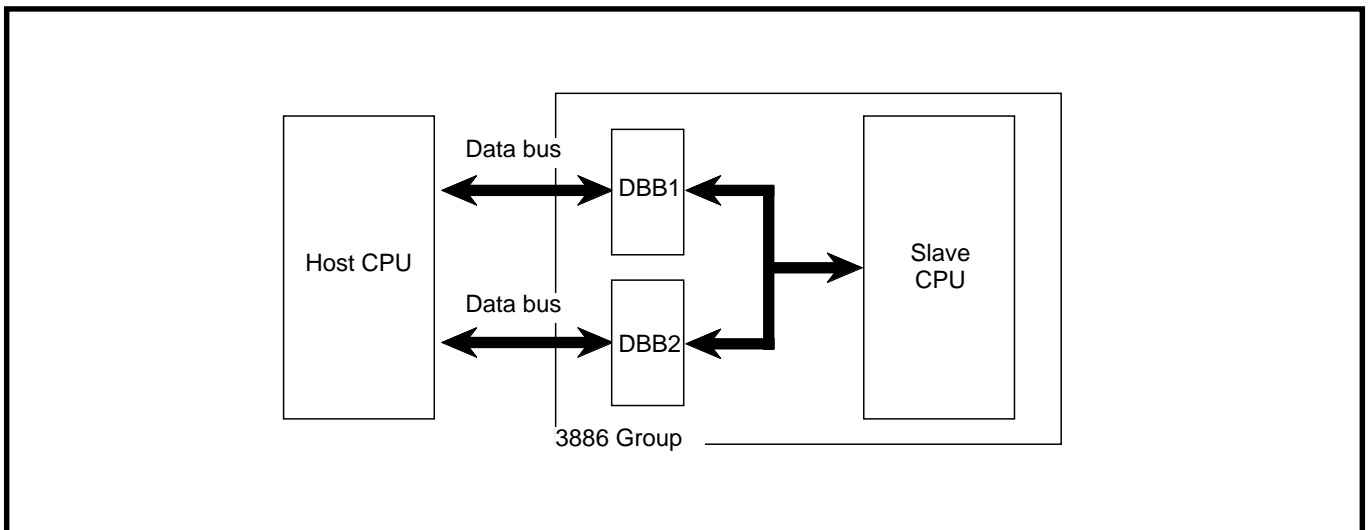 Data bus
DBB1
Host CPU
Slave
CPU
Data bus
DBB2
3886 Group